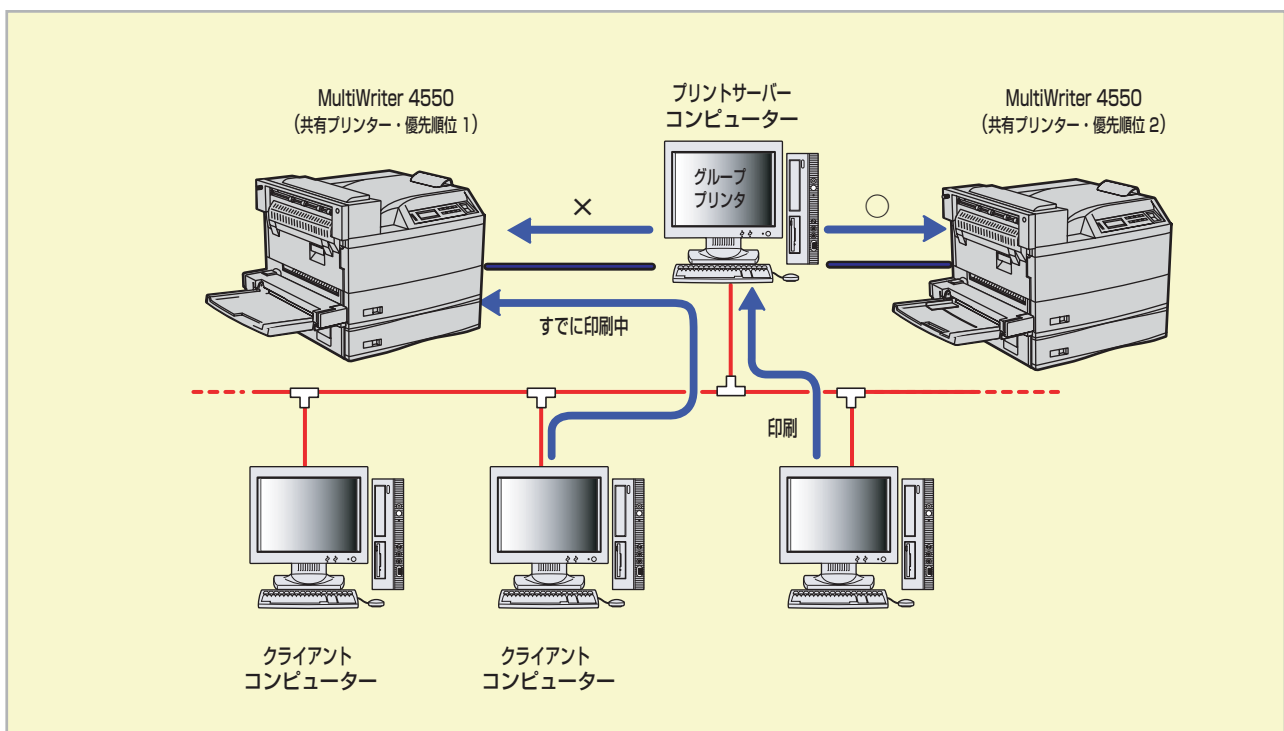 MultiWriter 4550
(共有プリンター・優先順位 1)
プリントサーバー
コンピューター
MultiWriter 4550
(共有プリンター・優先順位 2)
グループ
プリンタ
×
○
すでに印刷中
印刷
クライアント
コンピューター
クライアント
コンピューター